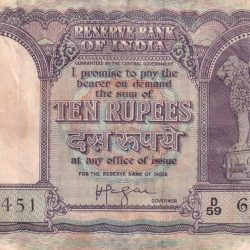 RESERVE BANK
OF INDIA
GUARANTEED BY THE CENTRAL GOVERNMENT
I promise to pay the
bearer on demand
the sum of
TEN RUPEES
दस रूपये
at any office of issue
FOR THE RESERVE BANK OF INDIA
GOVERNOR
451
D/59 6